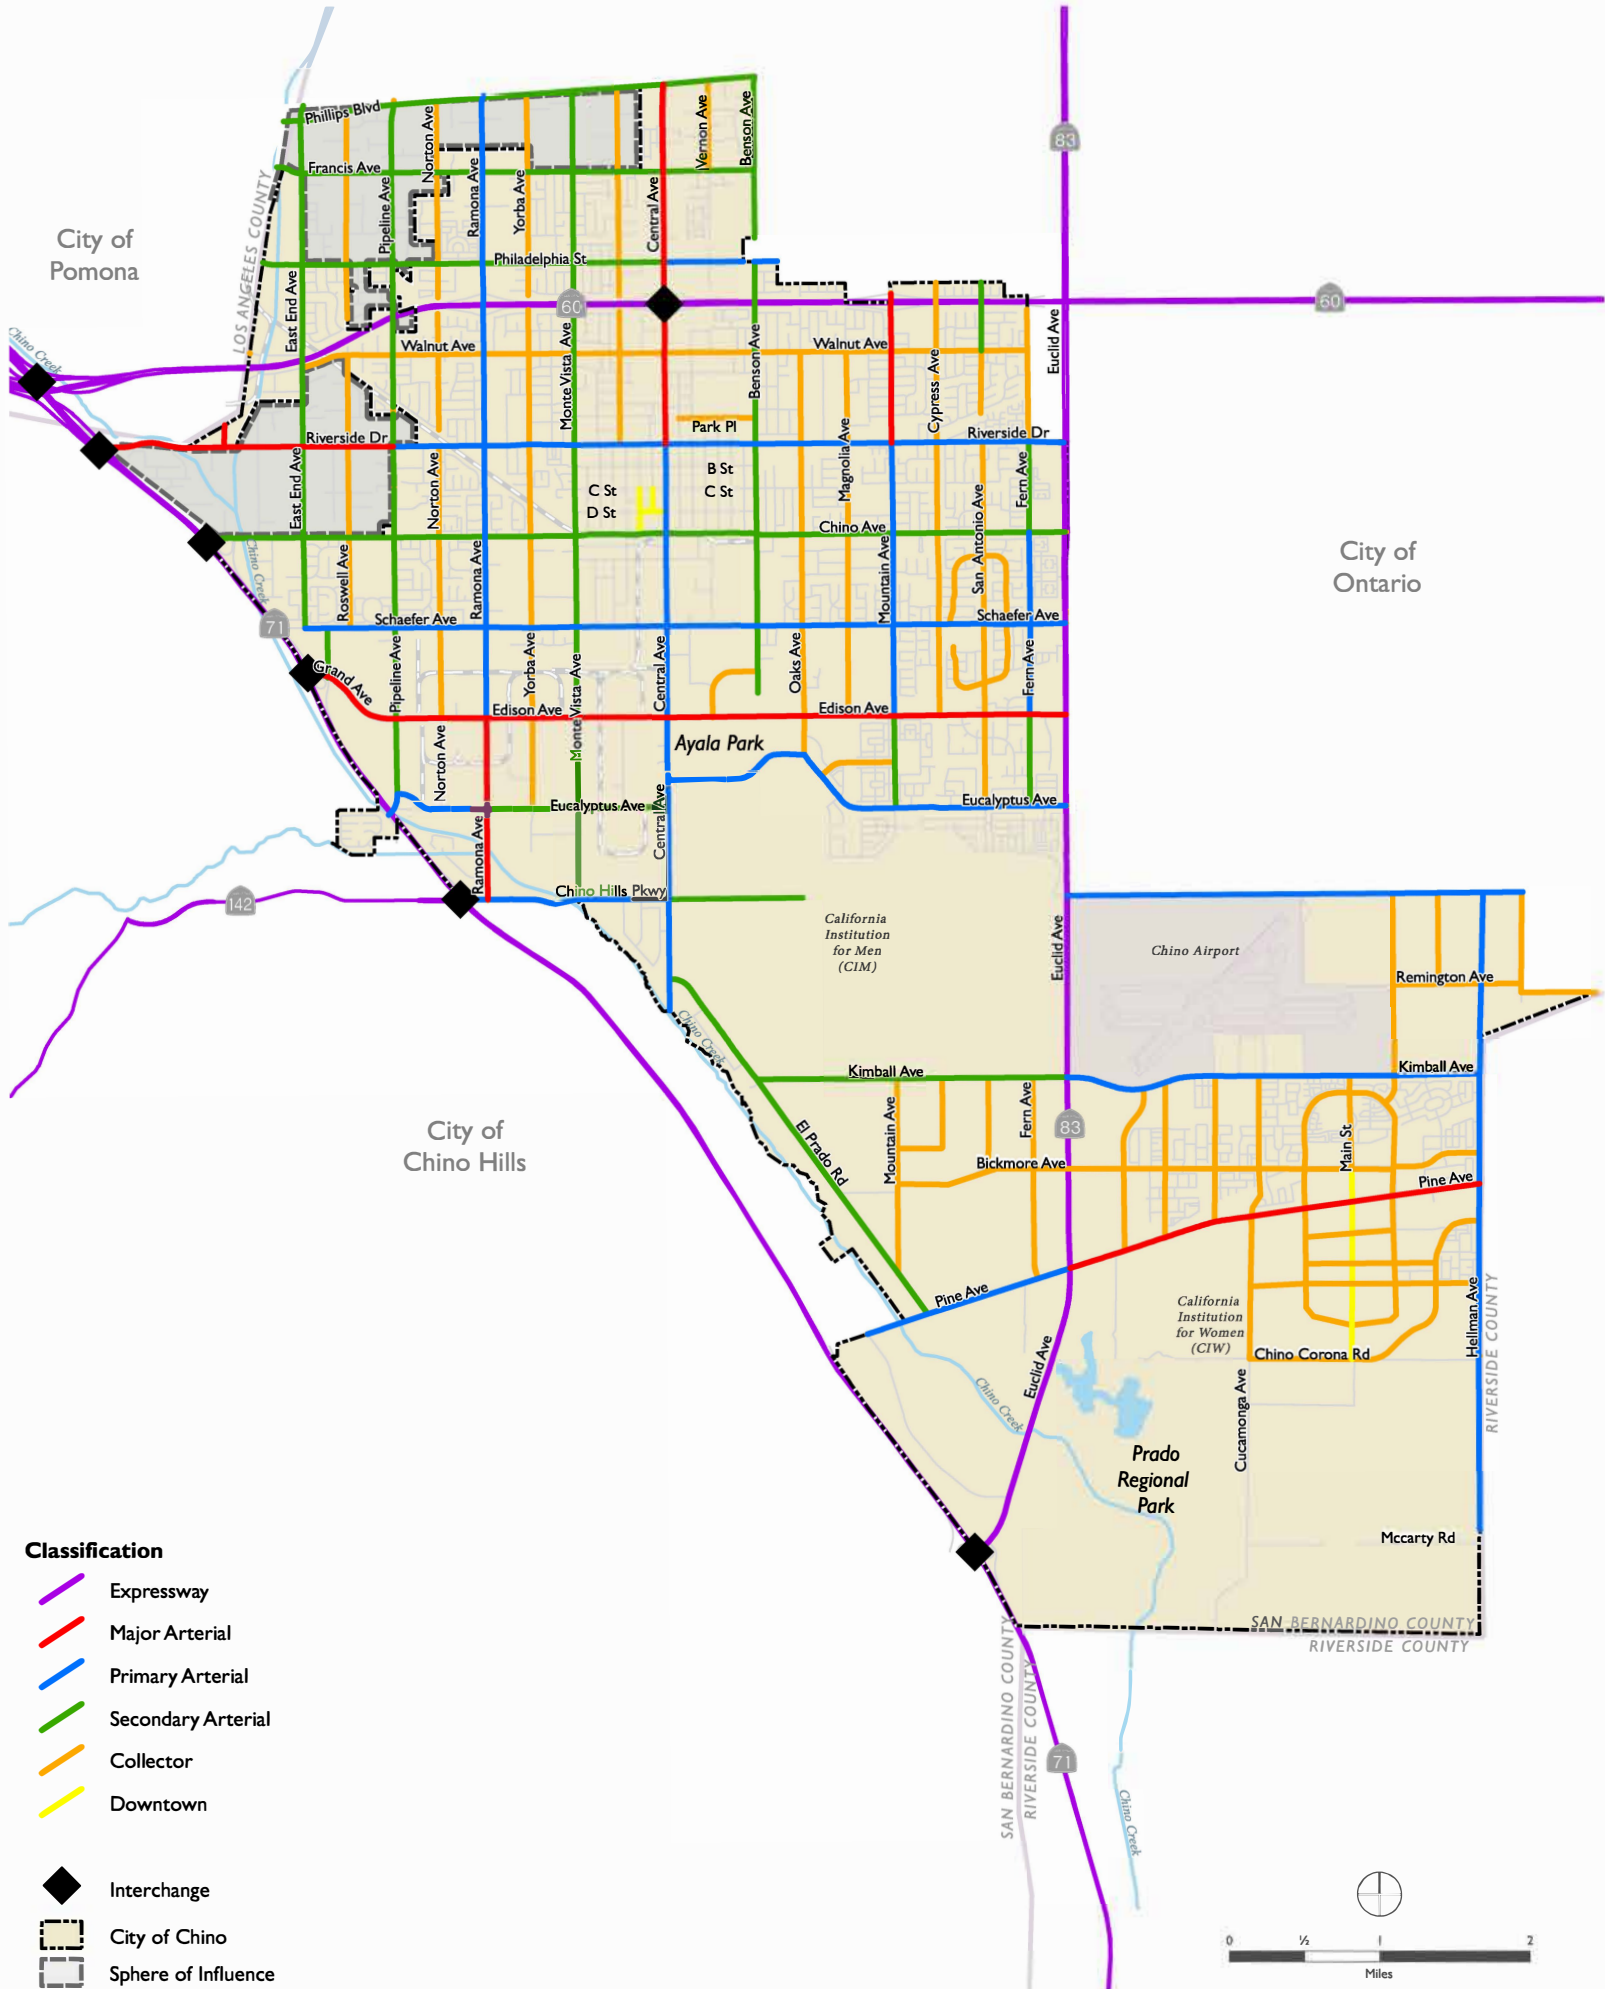 83
Phillips Blvd
Francis Ave
Norton Ave
Pipeline Ave
Ramona Ave
Yorba Ave
Central Ave
Vernon Ave
Benson Ave
LOS ANGELES COUNTY
City of
Pomona
Philadelphia St
60
60
East End Ave
Chino Creek
Walnut Ave
Walnut Ave
Monte Vista Ave
Benson Ave
Cypress Ave
Euclid Ave
Park Pl
Riverside Dr
Riverside Dr
Magnolia Ave
East End Ave
Norton Ave
B St
C St
C St
D St
San Antonio Ave
Fern Ave
Chino Ave
Chino Creek
Roswell Ave
Ramona Ave
Mountain Ave
City of
Ontario
71
Schaefer Ave
Schaefer Ave
Grand Ave
Pipeline Ave
Yorba Ave
Monte Vista Ave
Central Ave
Oaks Ave
Fern Ave
Edison Ave
Edison Ave
Ayala Park
Norton Ave
Eucalyptus Ave
Eucalyptus Ave
Central Ave
Ramona Ave
Chino Hills Pkwy
142
California
Institution
for Men
(CIM)
Euclid Ave
Chino Airport
Remington Ave
Chino Creek
Kimball Ave
Kimball Ave
City of
Chino Hills
El Prado Rd
Mountain Ave
Fern Ave
83
Main St
Bickmore Ave
Pine Ave
Pine Ave
California
Institution
for Women
(CIW)
Hellman Ave
RIVERSIDE COUNTY
Euclid Ave
Chino Corona Rd
Chino Creek
Cucamonga Ave
Prado
Regional
Park
Mccarty Rd
SAN BERNARDINO COUNTY
RIVERSIDE COUNTY
SAN BERNARDINO COUNTY
RIVERSIDE COUNTY
71
Chino Creek
Classification
Expressway
Major Arterial
Primary Arterial
Secondary Arterial
Collector
Downtown
Interchange
City of Chino
Sphere of Influence
0 ½ 1 2
Miles